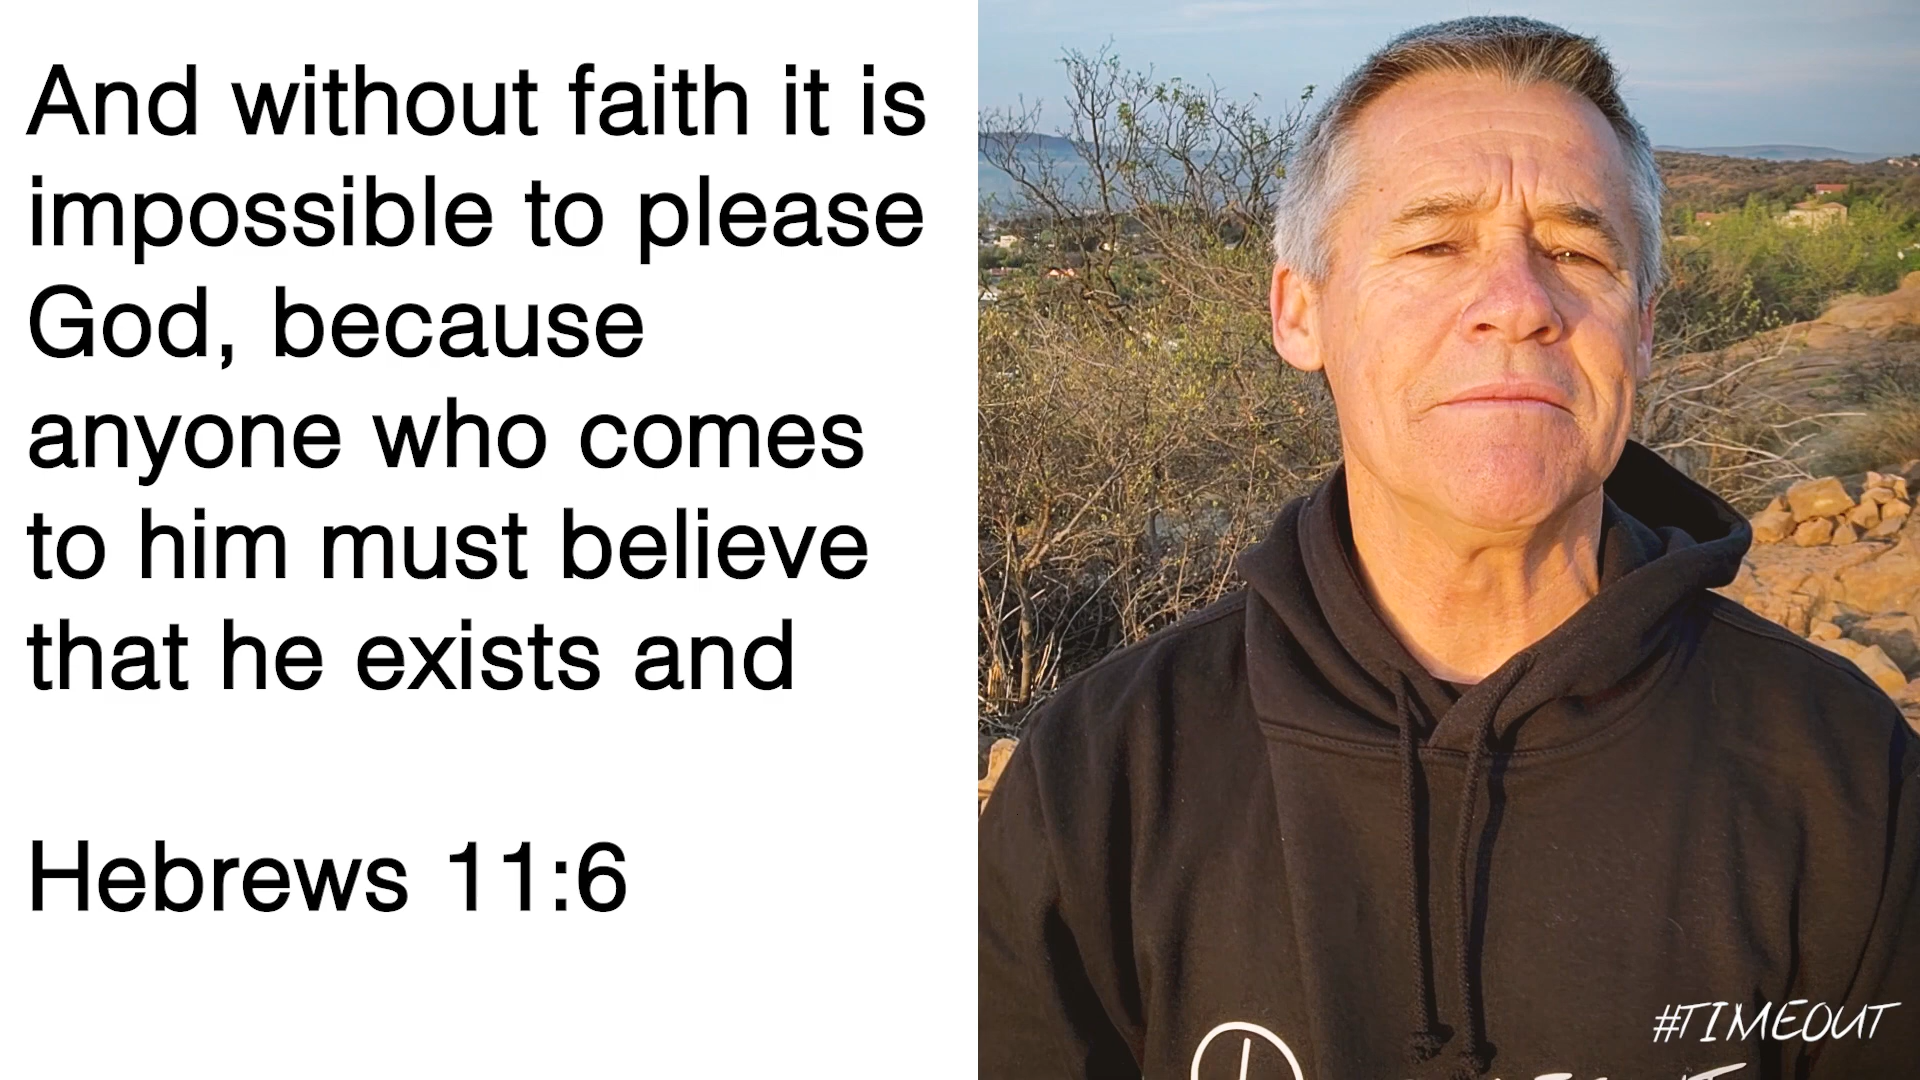 And without faith it is
impossible to please
God, because
anyone who comes
to him must believe
that he exists and
Hebrews 11:6
#TIMEOUT